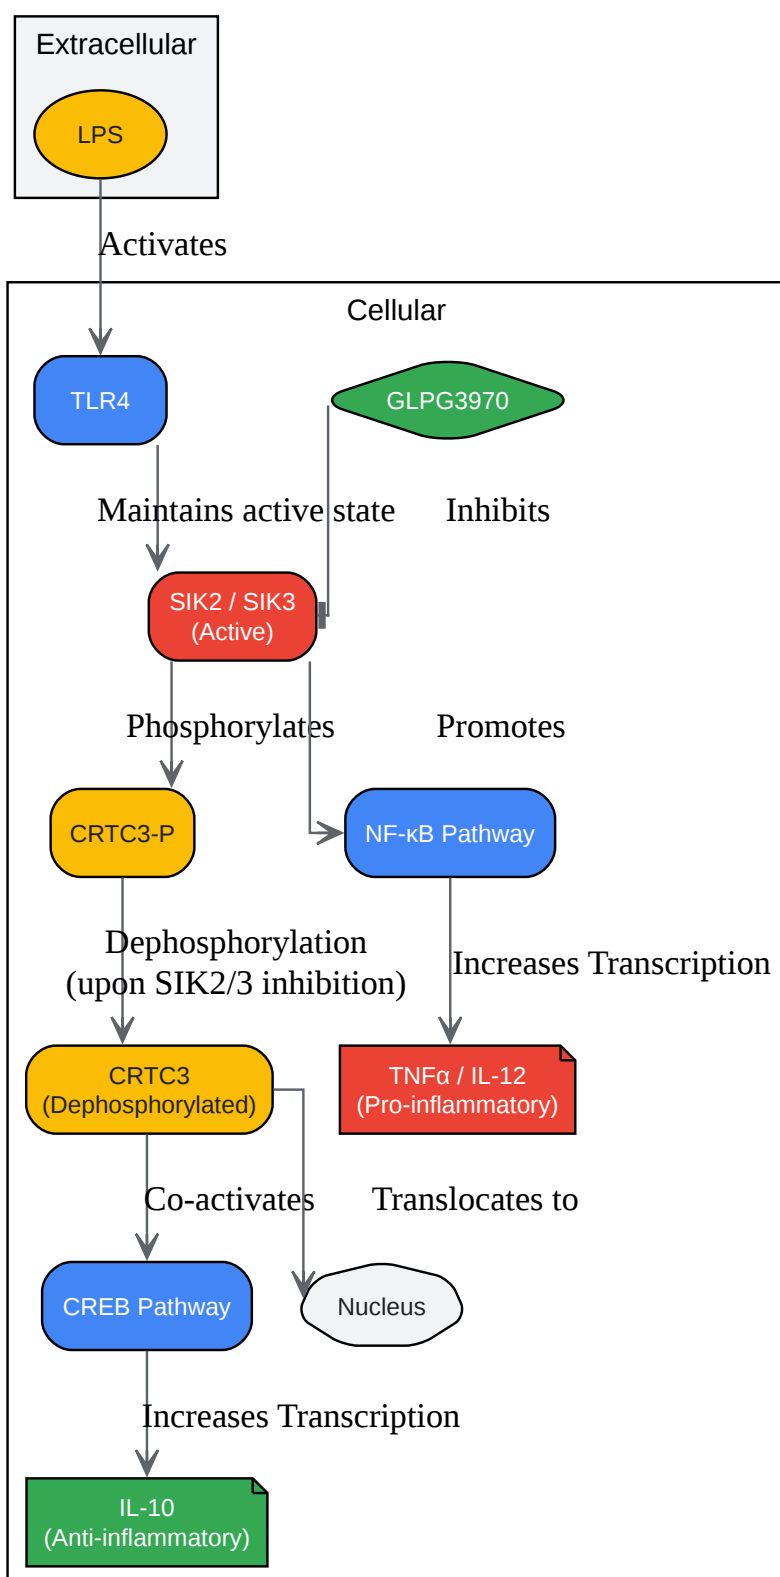 Extracellular
LPS
Activates
Cellular
TLR4
GLPG3970
Maintains active state
Inhibits
SIK2 / SIK3
(Active)
Phosphorylates
Promotes
CRTC3-P
NF-κB Pathway
Dephosphorylation
(upon SIK2/3 inhibition)
Increases Transcription
CRTC3
(Dephosphorylated)
TNFα / IL-12
(Pro-inflammatory)
Co-activates
Translocates to
CREB Pathway
Nucleus
Increases Transcription
IL-10
(Anti-inflammatory)